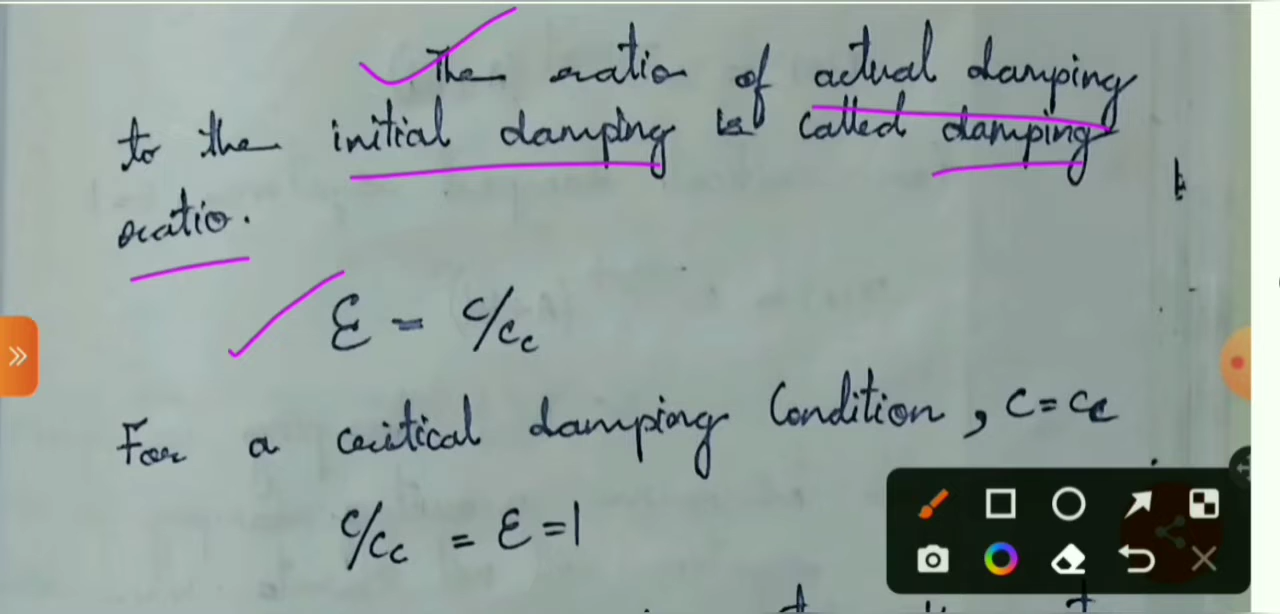 The ratio of actual damping
to the initial damping is called damping
ratio.
ε = c/cc
For a critical damping Condition, c = cc
c/cc = ε = 1